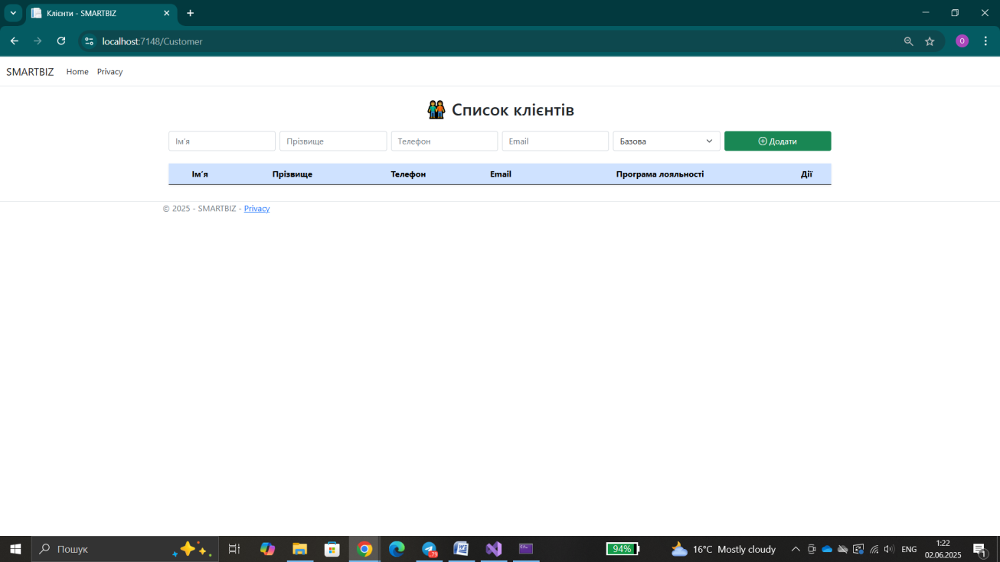 Клієнти - SMARTBIZ
localhost:7148/Customer
O
SMARTBIZ Home Privacy
Список клієнтів
Ім'я Прізвище Телефон Email Базова Додати
Ім'я Прізвище Телефон Email Програма лояльності Дії
© 2025 - SMARTBIZ - Privacy
Пошук 79 94% 16°C Mostly cloudy ENG 1:22
02.06.2025
1